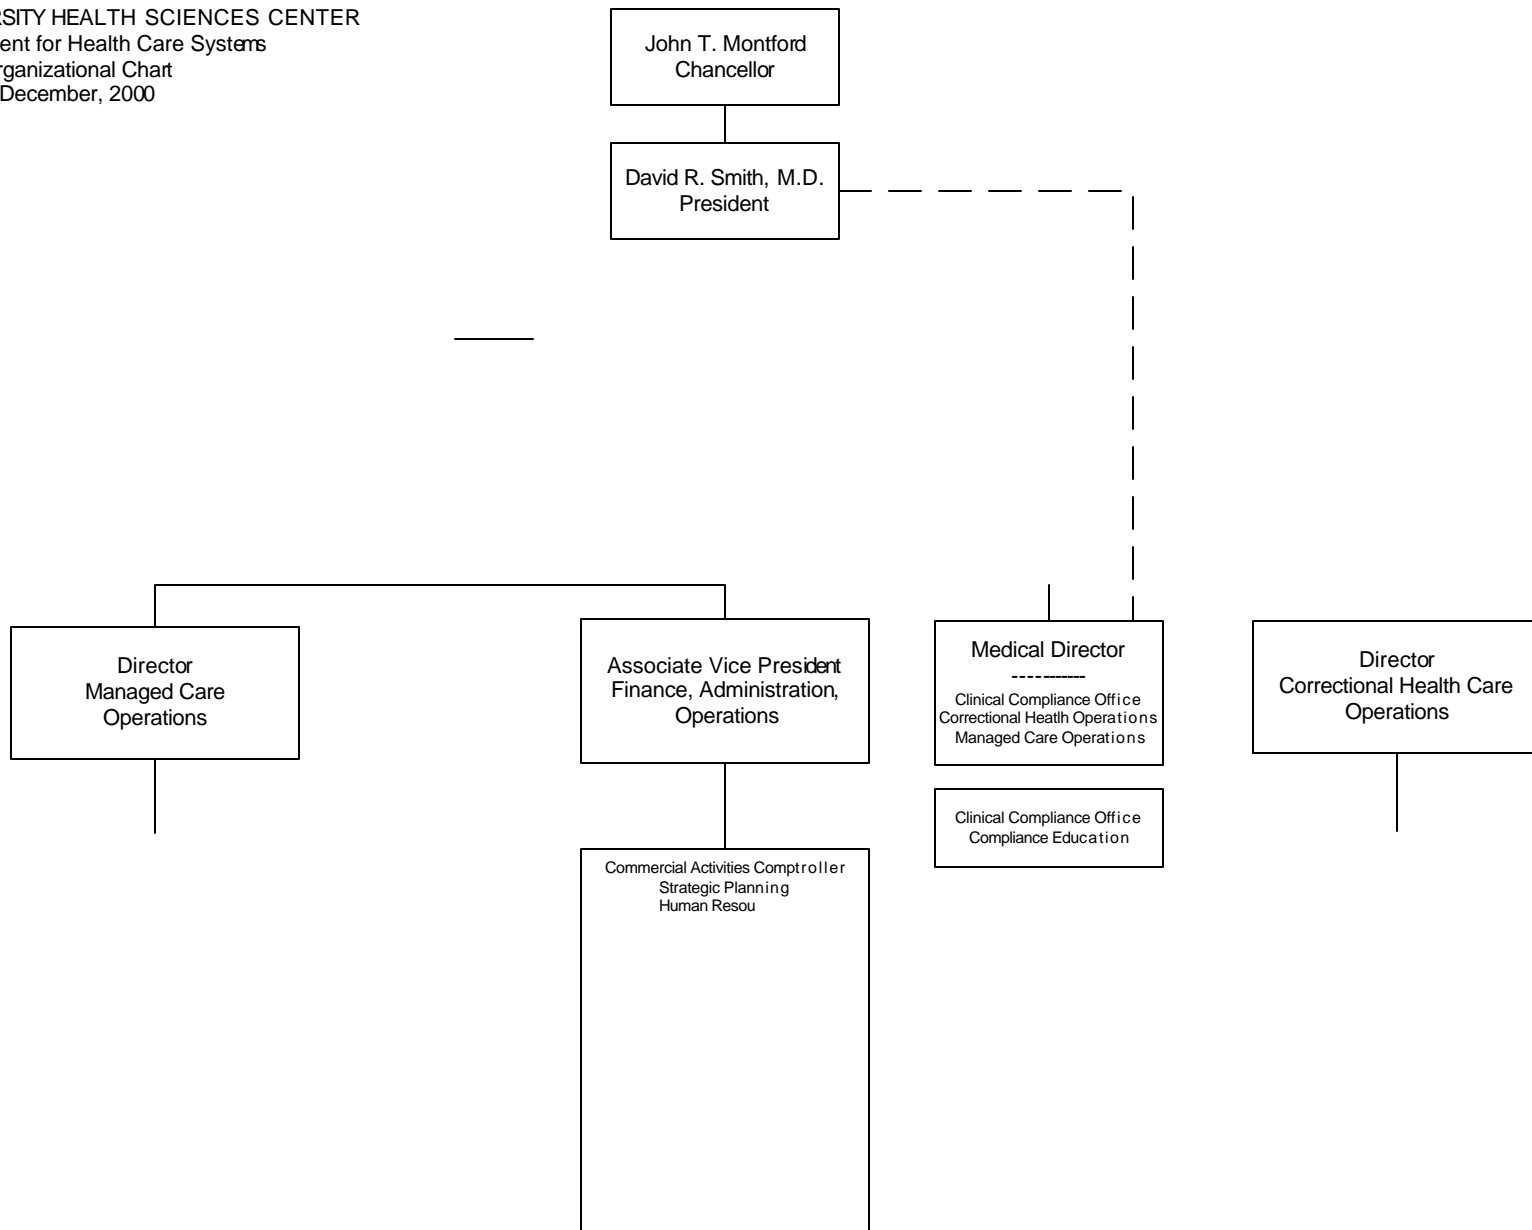 RSITY HEALTH SCIENCES CENTER
ent for Health Care Systems
rganizational Chart
December, 2000
John T. Montford
Chancellor
David R. Smith, M.D.
President
Director
Managed Care
Operations
Associate Vice President
Finance, Administration,
Operations
Medical Director
-----------
Clinical Compliance Office
Correctional Heatlh Operations
Managed Care Operations
Director
Correctional Health Care
Operations
Clinical Compliance Office
Compliance Education
Commercial Activities Comptroller
Strategic Planning
Human Resou